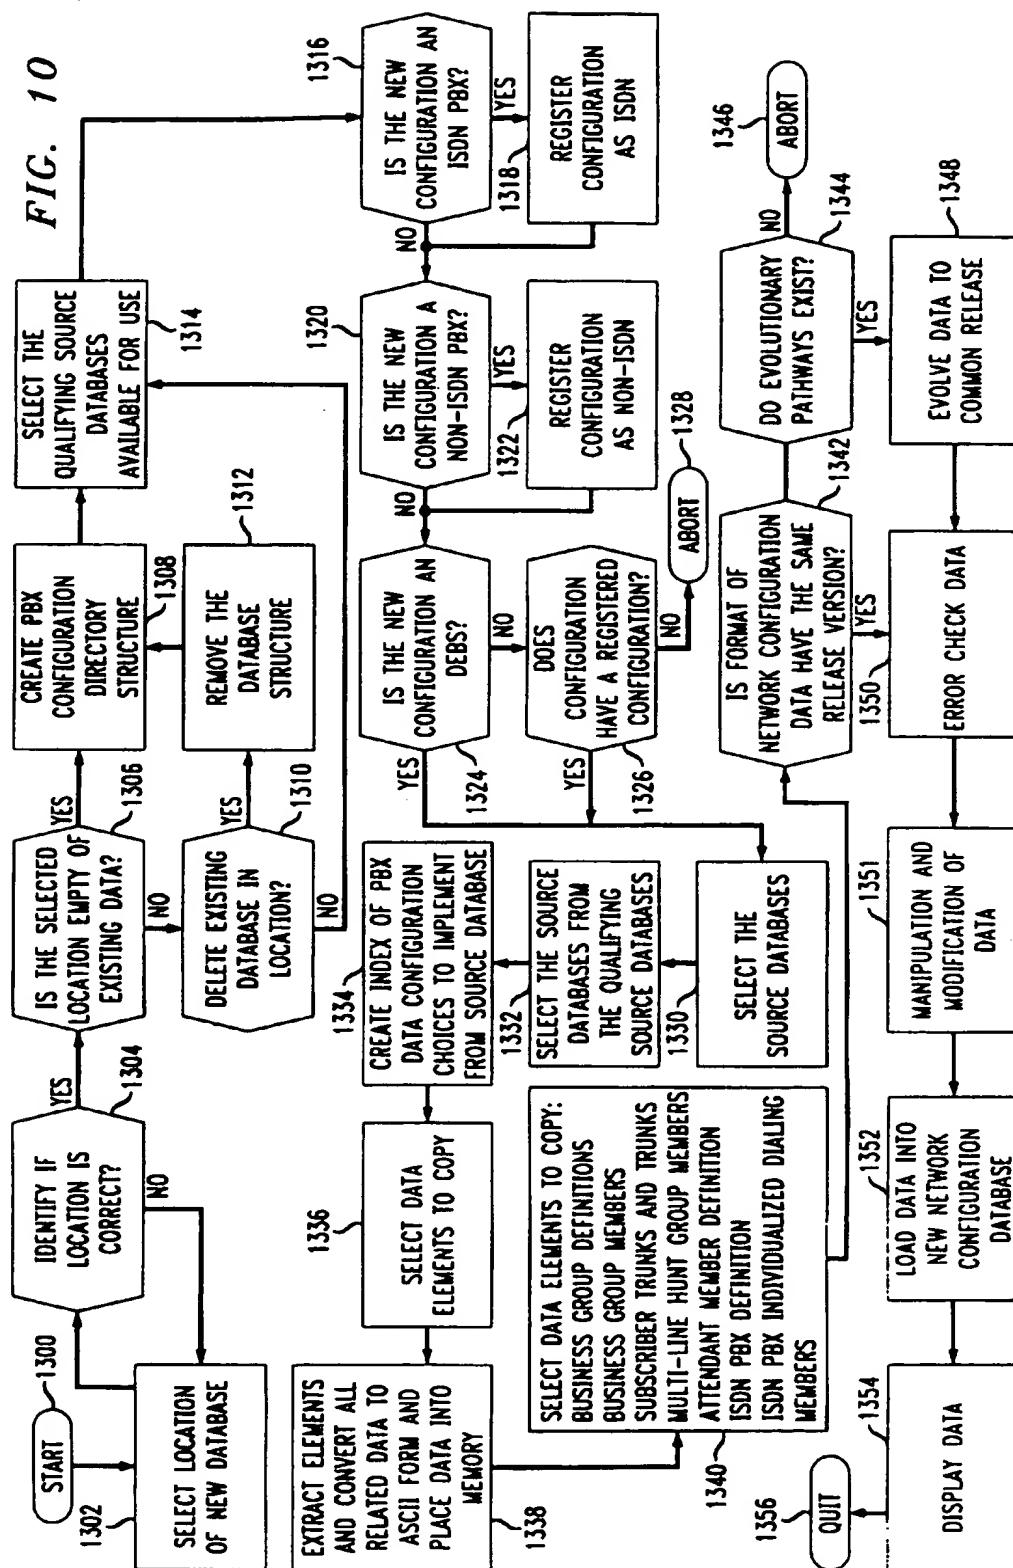 FIG. 10
1300
START
1302
SELECT LOCATION
OF NEW DATABASE
1304
IDENTIFY IF
LOCATION IS
CORRECT?
YES
NO
1306
IS THE SELECTED
LOCATION EMPTY OF
EXISTING DATA?
YES
NO
1308
CREATE PBX
CONFIGURATION
DIRECTORY
STRUCTURE
1310
DELETE EXISTING
DATABASE IN
LOCATION?
YES
NO
1312
REMOVE THE
DATABASE
STRUCTURE
1314
SELECT THE
QUALIFYING SOURCE
DATABASES
AVAILABLE FOR USE
1316
IS THE NEW
CONFIGURATION AN
ISDN PBX?
NO
YES
1318
REGISTER
CONFIGURATION
AS ISDN
1320
IS THE NEW
CONFIGURATION A
NON-ISDN PBX?
NO
YES
1322
REGISTER
CONFIGURATION
AS NON-ISDN
1324
IS THE NEW
CONFIGURATION AN
DEBS?
YES
NO
1326
DOES
CONFIGURATION
HAVE A REGISTERED
CONFIGURATION?
YES
NO
1328
ABORT
1330
SELECT THE
SOURCE DATABASES
1332
SELECT THE SOURCE
DATABASES FROM
THE QUALIFYING
SOURCE DATABASES
1334
CREATE INDEX OF PBX
DATA CONFIGURATION
CHOICES TO IMPLEMENT
FROM SOURCE DATABASE
1336
SELECT DATA
ELEMENTS TO COPY
1338
EXTRACT ELEMENTS
AND CONVERT ALL
RELATED DATA TO
ASCII FORM AND
PLACE DATA INTO
MEMORY
1340
SELECT DATA ELEMENTS TO COPY:
BUSINESS GROUP DEFINITIONS
BUSINESS GROUP MEMBERS
SUBSCRIBER TRUNKS AND TRUNKS
MULTI-LINE HUNT GROUP MEMBERS
ATTENDANT MEMBER DEFINITION
ISDN PBX DEFINITION
ISDN PBX INDIVIDUALIZED DIALING
MEMBERS
1342
IS FORMAT OF
NETWORK CONFIGURATION
DATA HAVE THE SAME
RELEASE VERSION?
YES
1344
DO EVOLUTIONARY
PATHWAYS EXIST?
NO
YES
1346
ABORT
1348
EVOLVE DATA TO
COMMON RELEASE
1350
ERROR CHECK DATA
1351
MANIPULATION AND
MODIFICATION OF
DATA
1352
LOAD DATA INTO
NEW NETWORK
CONFIGURATION
DATABASE
1354
DISPLAY DATA
1356
QUIT